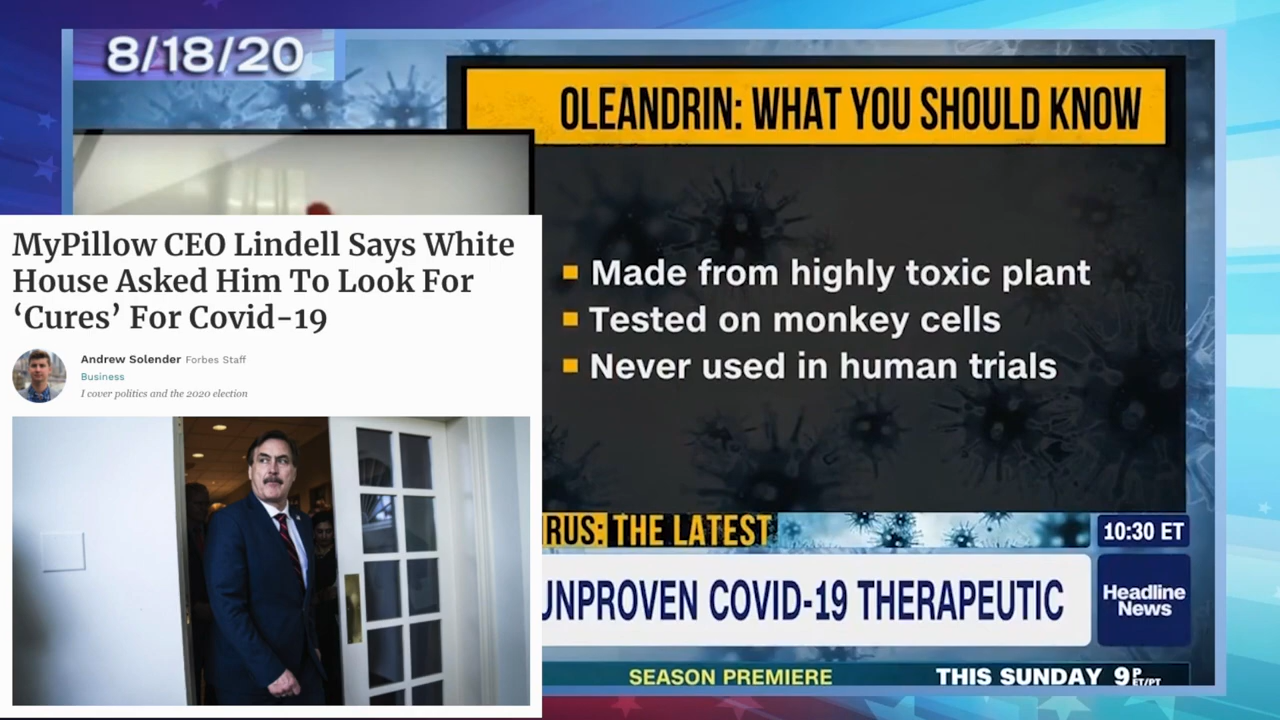 8/18/20
OLEANDRIN: WHAT YOU SHOULD KNOW
Made from highly toxic plant
Tested on monkey cells
Never used in human trials
MyPillow CEO Lindell Says White
House Asked Him To Look For
‘Cures’ For Covid-19
Andrew Solender Forbes Staff
Business
I cover politics and the 2020 election
RUS: THE LATEST
10:30 ET
UNPROVEN COVID-19 THERAPEUTIC
Headline
News
SEASON PREMIERE
THIS SUNDAY 9P ET/PT